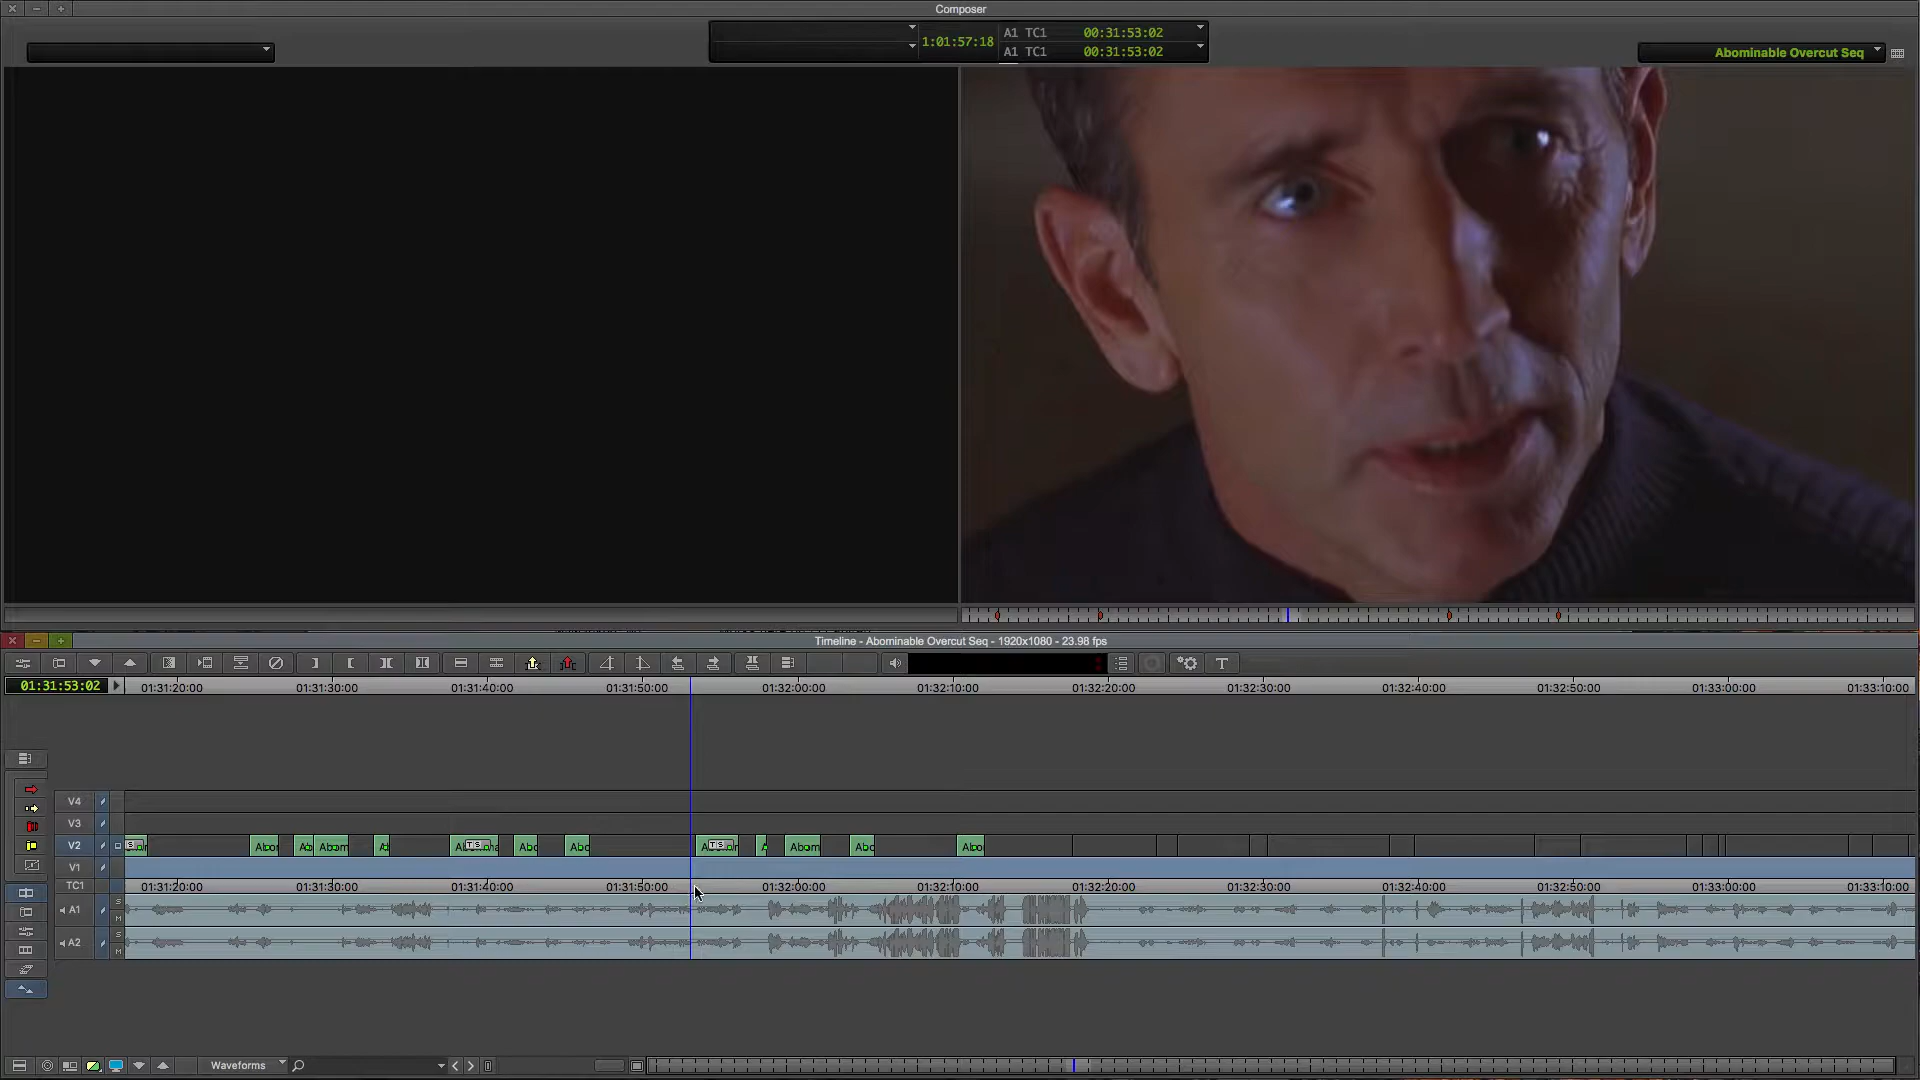 Composer
1:01:57:18
A1 TC1 00:31:53:02
A1 TC1 00:31:53:02
Abominable Overcut Seq
Timeline - Abominable Overcut Seq - 1920x1080 - 23.98 fps
T
01:31:53:02
01:31:20:00 01:31:30:00 01:31:40:00 01:31:50:00 01:32:00:00 01:32:10:00 01:32:20:00 01:32:30:00 01:32:40:00 01:32:50:00 01:33:00:00 01:33:10:00
V4
V3
V2 Abom TS Abc Abc TS Abom Abc
V1
TC1 01:31:20:00 01:31:30:00 01:31:40:00 01:31:50:00 01:32:00:00 01:32:10:00 01:32:20:00 01:32:30:00 01:32:40:00 01:32:50:00 01:33:00:00 01:33:10:00
A1 S M
A2 S M
Waveforms